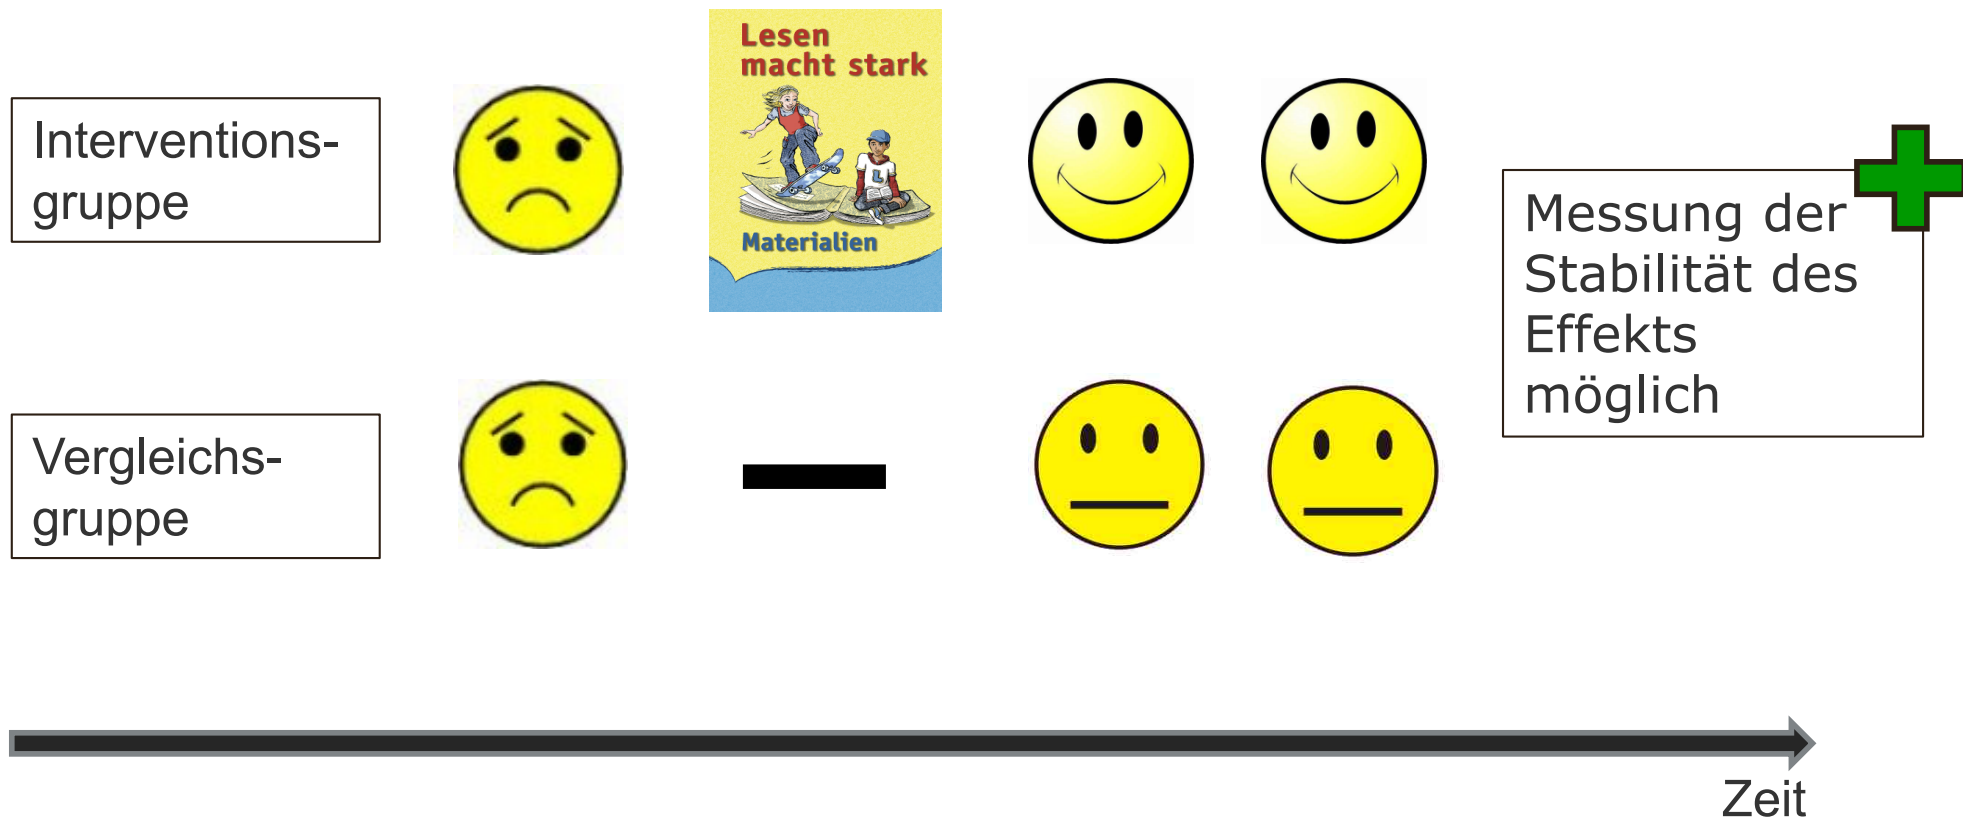 Interventions-
gruppe
Lesen
macht stark
L
Materialien
Messung der
Stabilität des
Effekts
möglich
Vergleichs-
gruppe
Zeit